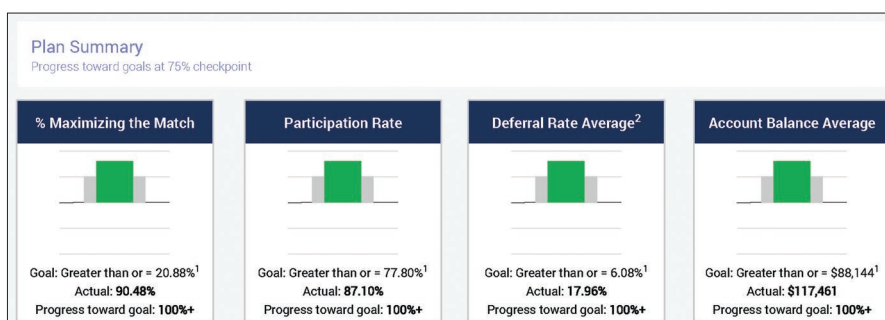 Plan Summary
Progress toward goals at 75% checkpoint
% Maximizing the Match
Goal: Greater than or = 20.88%¹
Actual: 90.48%
Progress toward goal: 100%+
Participation Rate
Goal: Greater than or = 77.80%¹
Actual: 87.10%
Progress toward goal: 100%+
Deferral Rate Average²
Goal: Greater than or = 6.08%¹
Actual: 17.96%
Progress toward goal: 100%+
Account Balance Average
Goal: Greater than or = $88,144¹
Actual: $117,461
Progress toward goal: 100%+